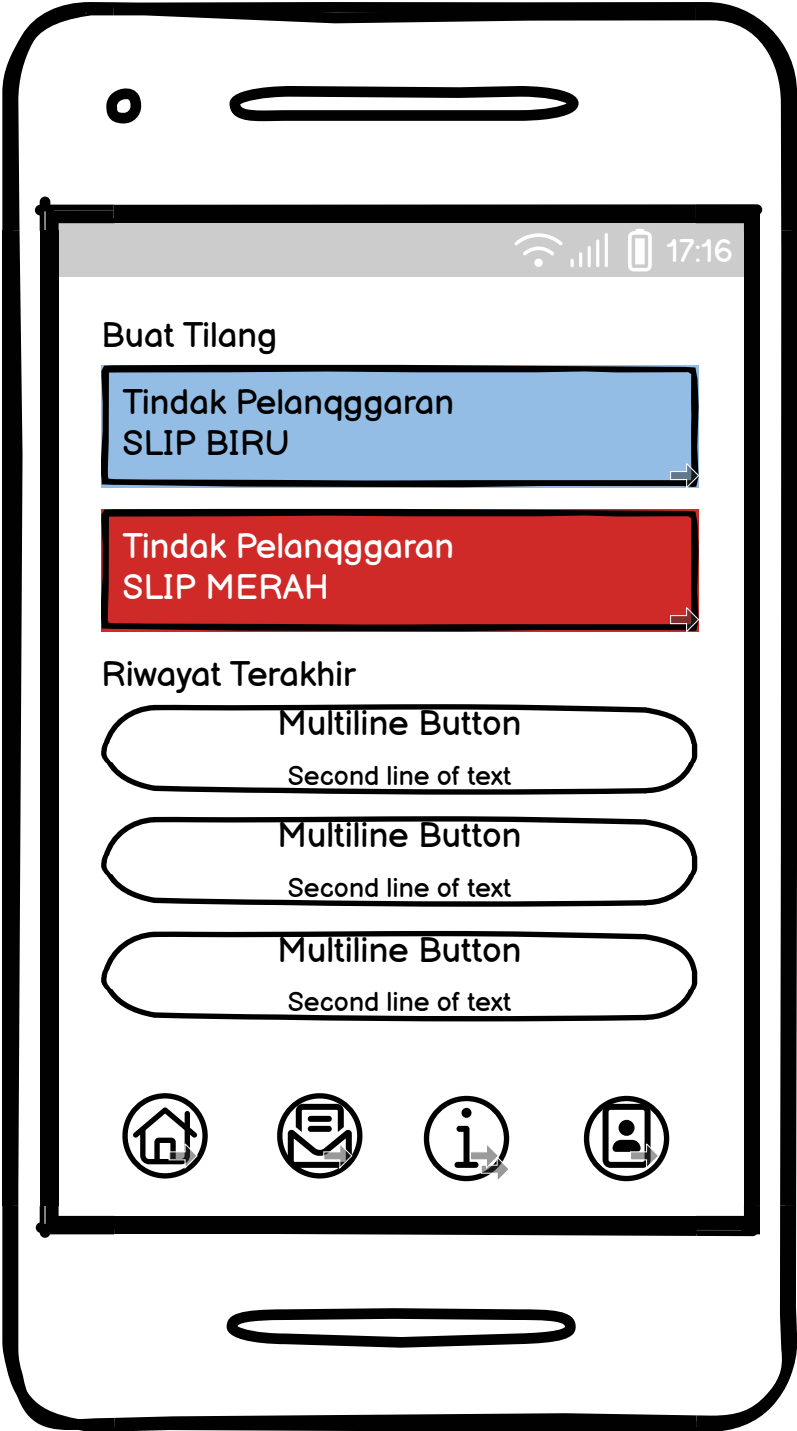 17:16
Buat Tilang
Tindak Pelanqggaran
SLIP BIRU
Tindak Pelanqggaran
SLIP MERAH
Riwayat Terakhir
Multiline Button
Second line of text
Multiline Button
Second line of text
Multiline Button
Second line of text